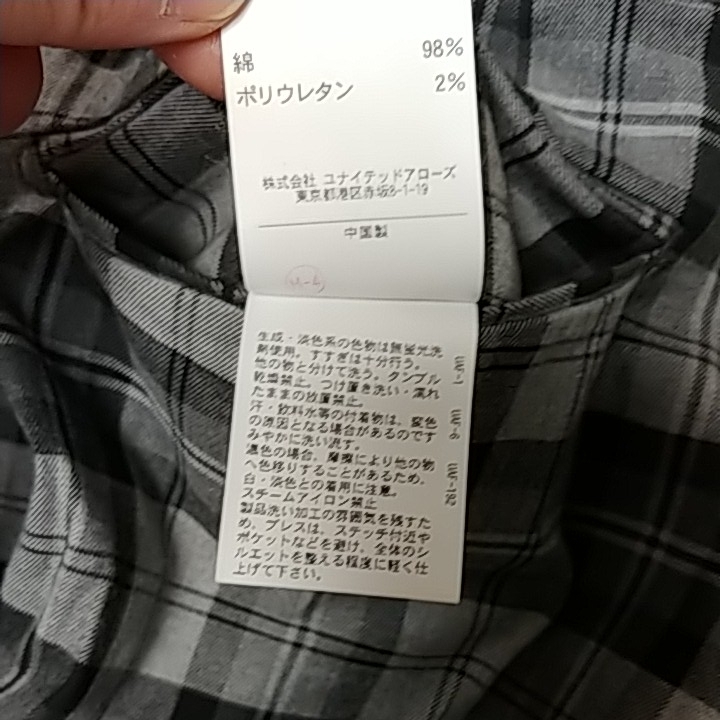 綿 98%
ポリウレタン 2%
株式会社 ユナイテッドアローズ
東京都港区赤坂8-1-19
中国製
生成・淡色系の色物は無蛍光洗
剤使用。すすぎは十分行う。
他の物と分けて洗う。タンブル
乾燥禁止。つけ置き洗い・濡れ
たままの放置禁止。
汗・飲料水等の付着物は、変色
の原因となる場合があるのです
みやかに洗い流す。
濃色の場合、摩擦により他の物
へ色移りすることがあるため、
白・淡色との着用に注意。
スチームアイロン禁止
製品洗い加工の雰囲気を残すた
め、プレスは、ステッチ付近や
ポケットなどを避け、全体のシ
ルエットを整える程度に軽く仕
上げて下さい。
UAF-1 UAF-6 UAF-192